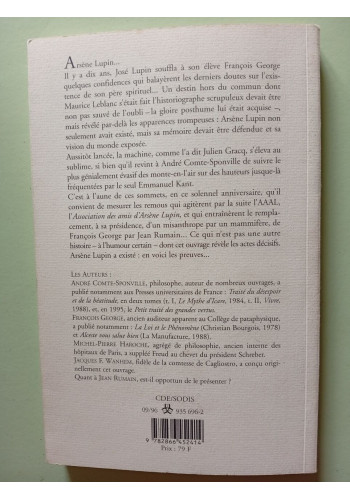 Arsène Lupin...
Il y a dix ans, José Lupin souffla à son élève François George
quelques confidences qui balayèrent les derniers doutes sur l'exis-
tence de son père spirituel... Un destin hors du commun dont
Maurice Leblanc s'était fait l'historiographe scrupuleux devait être
non pas sauvé de l'oubli – la gloire posthume lui était acquise –,
mais révélé par-delà les apparences trompeuses : Arsène Lupin non
seulement avait existé, mais sa mémoire devait être défendue et sa
vision du monde exposée.
Aussitôt lancée, la machine, comme l'a dit Julien Gracq, s'éleva au
sublime, si bien qu'il revint à André Comte-Sponville de suivre le
plus génialement érasif des monte-en-l'air sur des hauteurs jusque-là
fréquentées par le seul Emmanuel Kant.
C'est à l'aune de ces sommets, en ce solennel anniversaire, qu'il
convient de mesurer les remous qui agitèrent par la suite l'AAAL,
l'Association des amis d'Arsène Lupin, et qui entraînèrent le rempla-
cement, à sa présidence, d'un misanthrope par un mammifère, de
François George par Jean Rumain... Ce qui n'est pas une autre
histoire – à l'humour certain – dont cet ouvrage révèle les actes décisifs.
Arsène Lupin a existé : en voici les preuves...
LES AUTEURS :
ANDRÉ COMTE-SPONVILLE, philosophe, auteur de nombreux ouvrages, a
publié notamment aux Presses universitaires de France : Traité du désespoir
et de la béatitude, en deux tomes (t. I, Le Mythe d'Icare, 1984, t. II, Vivre,
1988), et, en 1995, le Petit traité des grandes vertus.
FRANÇOIS GEORGE, ancien auditeur apparent au Collège de pataphysique,
a publié notamment : La Loi et le Phénomène (Christian Bourgois, 1978)
et Alceste vous salue bien (La Manufacture, 1988).
MICHEL-PIERRE HAROCHE, agrégé de philosophie, ancien interne des
hôpitaux de Paris, a suppléé Freud au chevet du président Schreber.
JACQUES F. WANHEM, fidèle de la comtesse de Cagliostro, a conçu origi-
nellement cet ouvrage.
Quant à JEAN RUMAIN, est-il opportun de le présenter ?
CDE/SODIS
09/96 935 696-2
9 782866 452414
Prix : 79 F